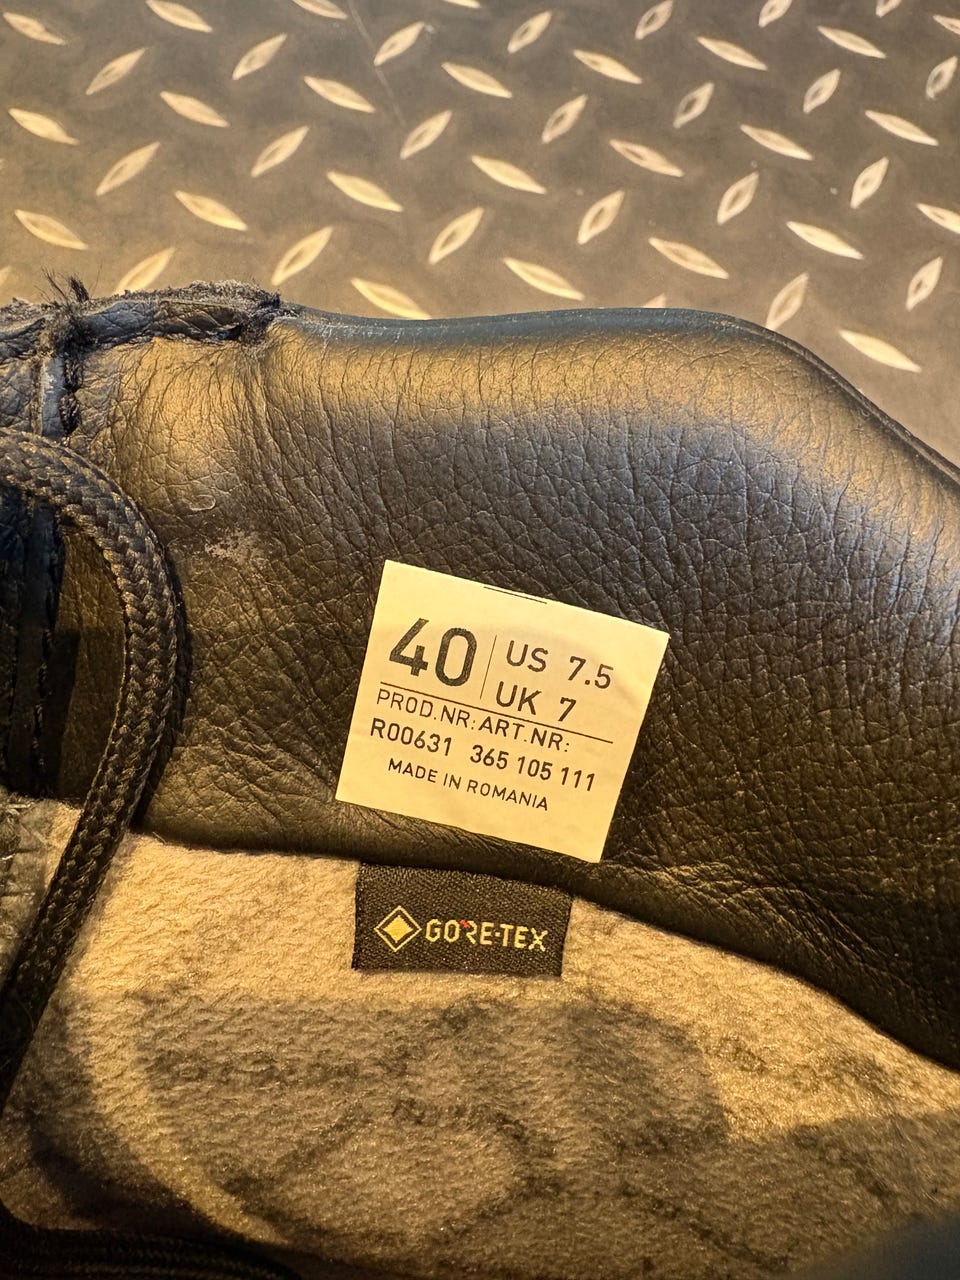 40
US 7.5
UK 7
PROD.NR: ART.NR:
R00631 365 105 111
MADE IN ROMANIA
GORE-TEX